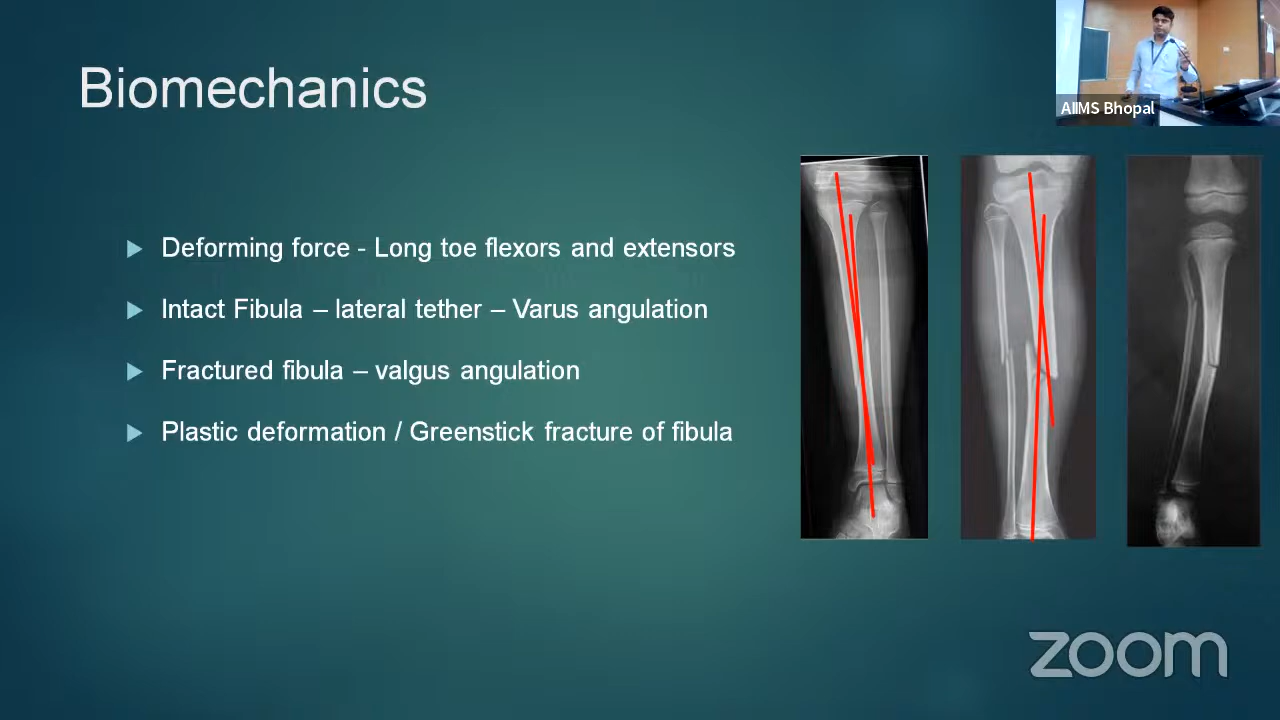 Biomechanics
AIIMS Bhopal
Deforming force - Long toe flexors and extensors
Intact Fibula – lateral tether – Varus angulation
Fractured fibula – valgus angulation
Plastic deformation / Greenstick fracture of fibula
zoom